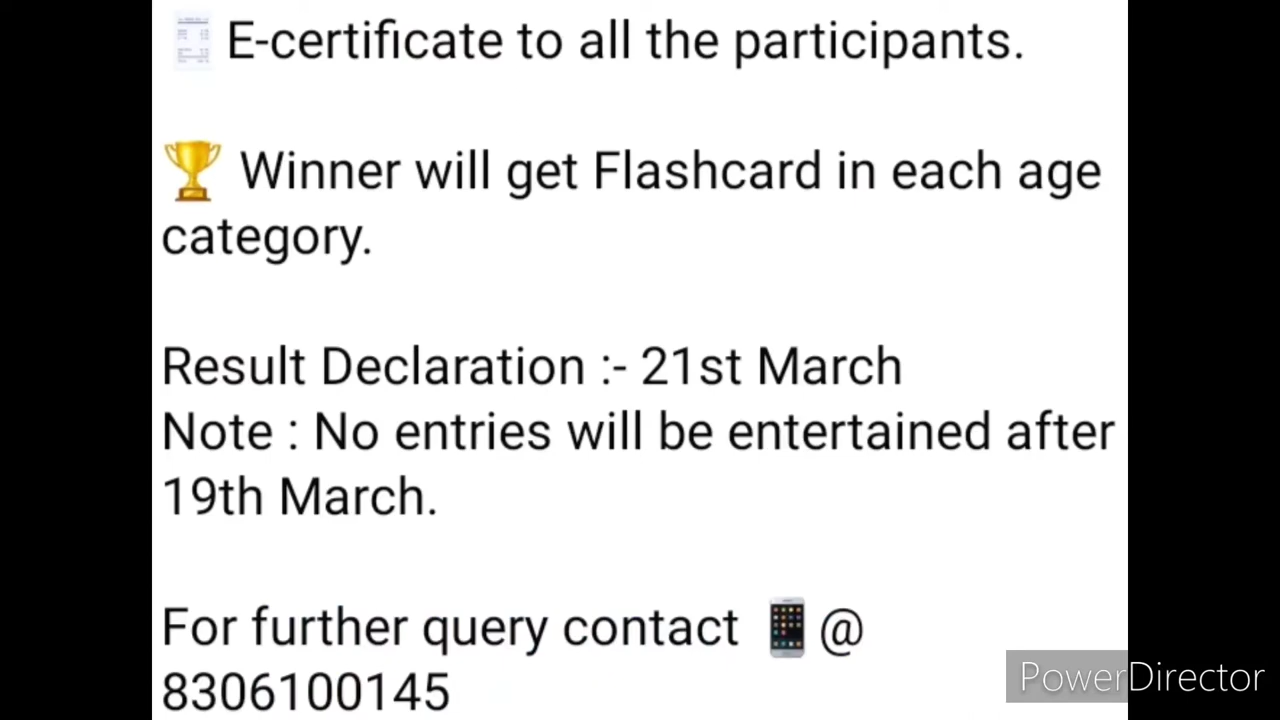 E-certificate to all the participants.
🏆 Winner will get Flashcard in each age
category.
Result Declaration :- 21st March
Note : No entries will be entertained after
19th March.
For further query contact 📱@
8306100145
PowerDirector